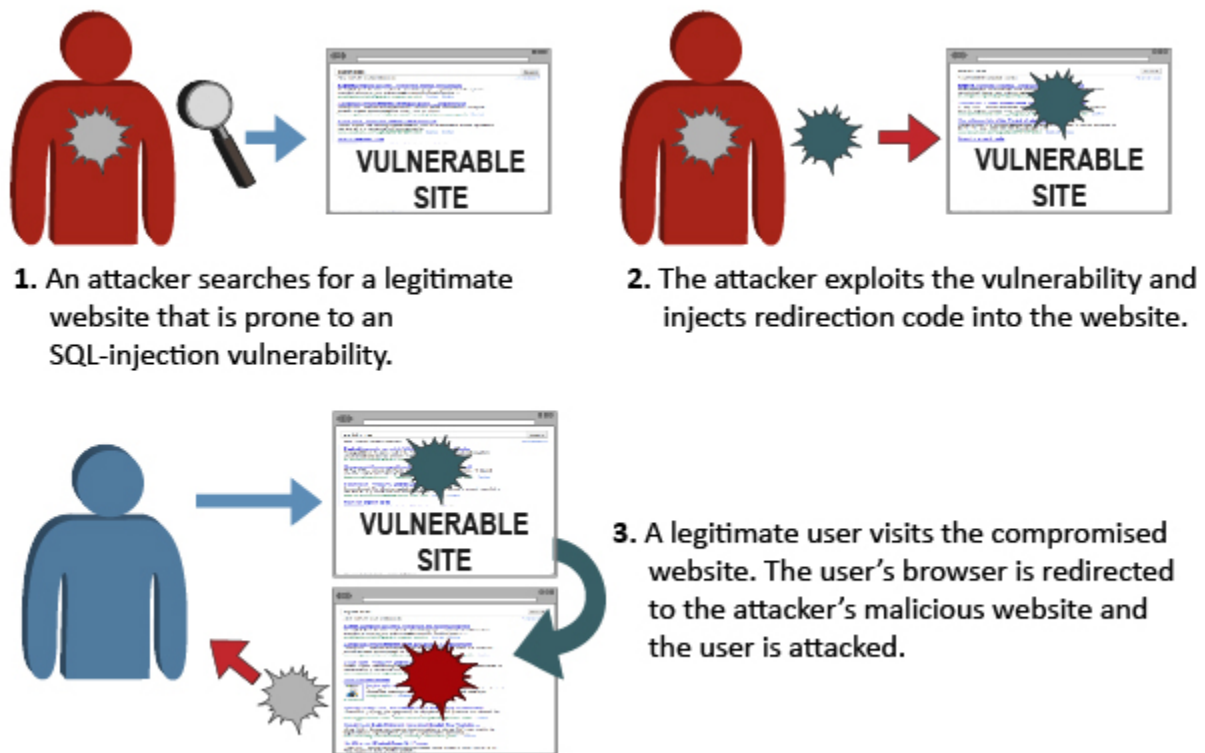 VULNERABLE
SITE
VULNERABLE
SITE
1. An attacker searches for a legitimate
website that is prone to an
SQL-injection vulnerability.
2. The attacker exploits the vulnerability and
injects redirection code into the website.
VULNERABLE
SITE
3. A legitimate user visits the compromised
website. The user's browser is redirected
to the attacker's malicious website and
the user is attacked.